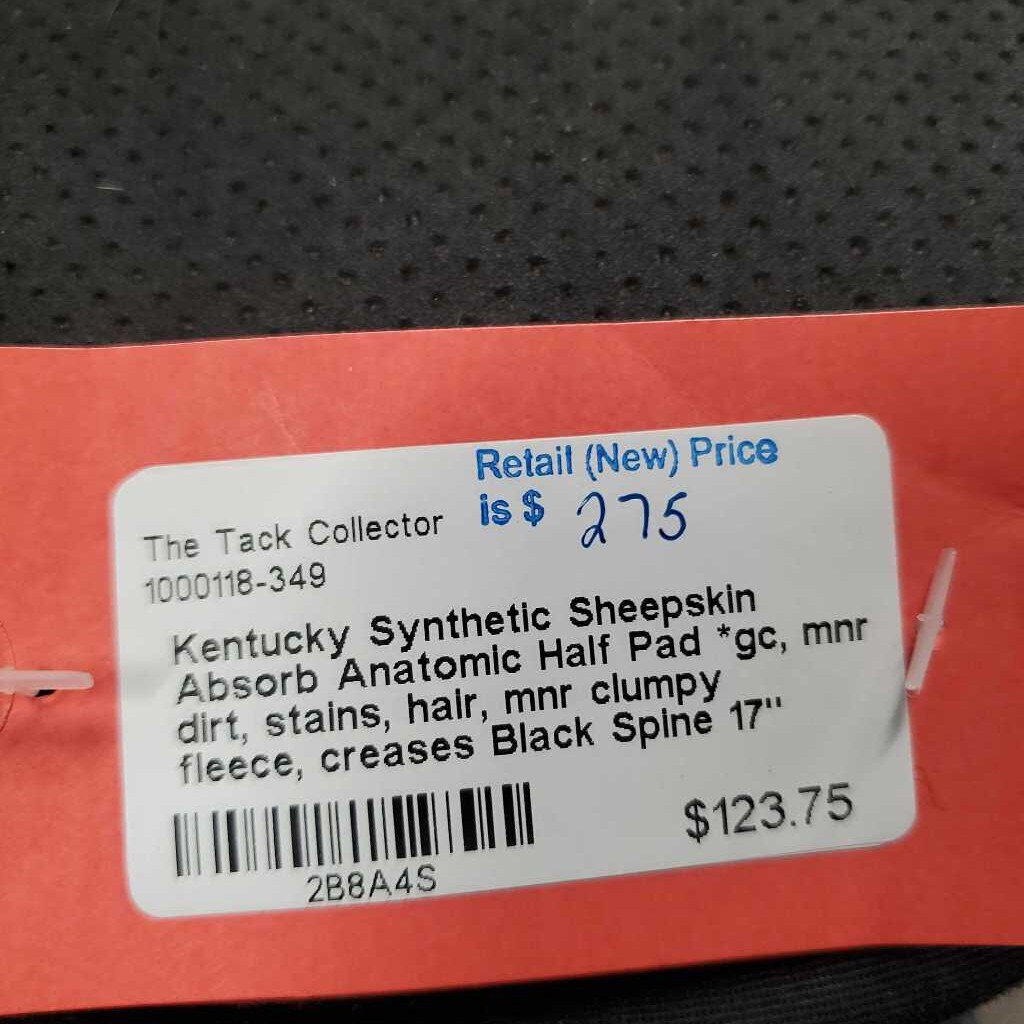 Retail (New) Price
is $ 275
The Tack Collector
1000118-349
Kentucky Synthetic Sheepskin
Absorb Anatomic Half Pad *gc, mnr
dirt, stains, hair, mnr clumpy
fleece, creases Black Spine 17"
$123.75
2B8A4S